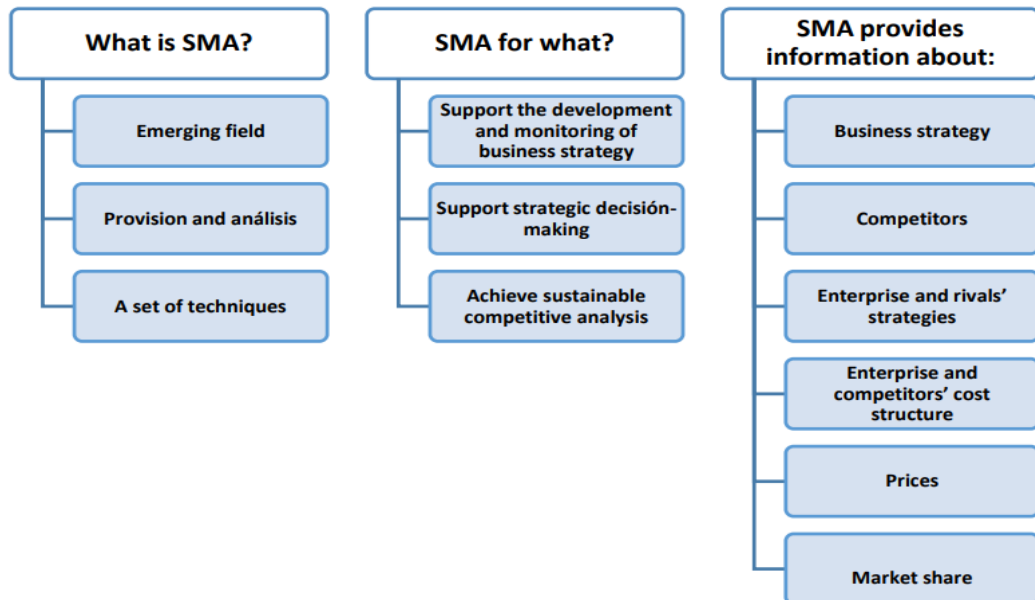 What is SMA?
Emerging field
Provision and análisis
A set of techniques
SMA for what?
Support the development
and monitoring of
business strategy
Support strategic decisión-
making
Achieve sustainable
competitive analysis
SMA provides
information about:
Business strategy
Competitors
Enterprise and rivals’
strategies
Enterprise and
competitors’ cost
structure
Prices
Market share